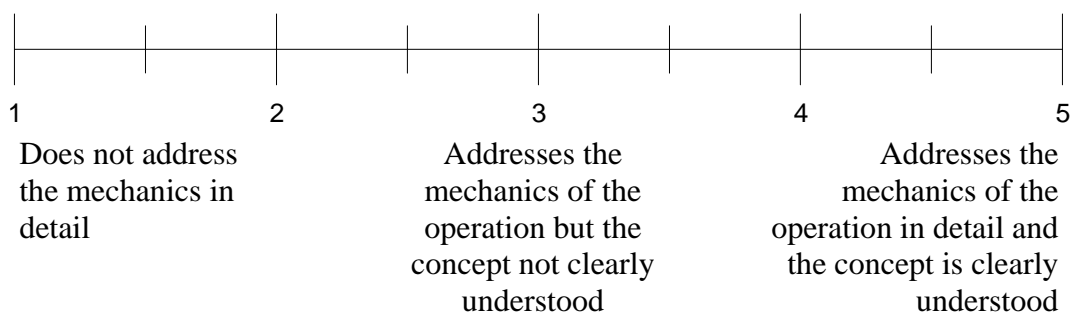 1 2 3 4 5
Does not address
the mechanics in
detail
Addresses the
mechanics of the
operation but the
concept not clearly
understood
Addresses the
mechanics of the
operation in detail and
the concept is clearly
understood